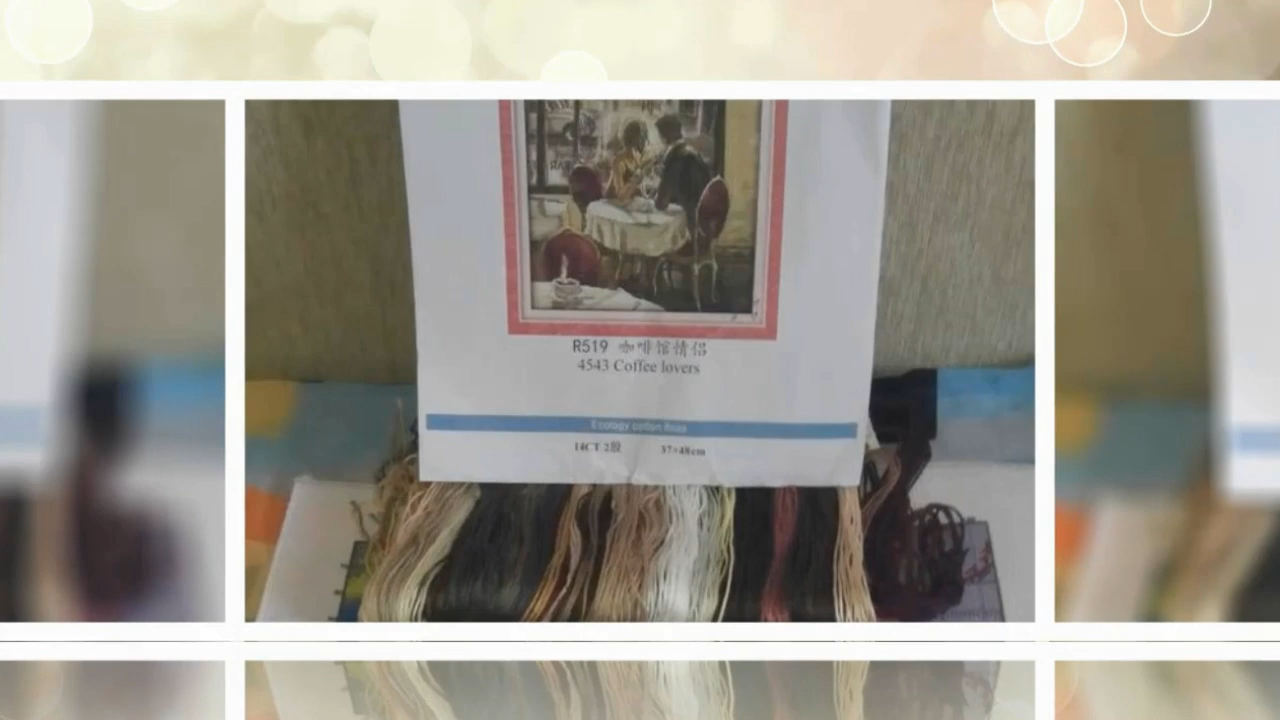 R519 咖啡馆情侣
4543 Coffee lovers
Ecology cotton floss
14CT 2股 37×48cm